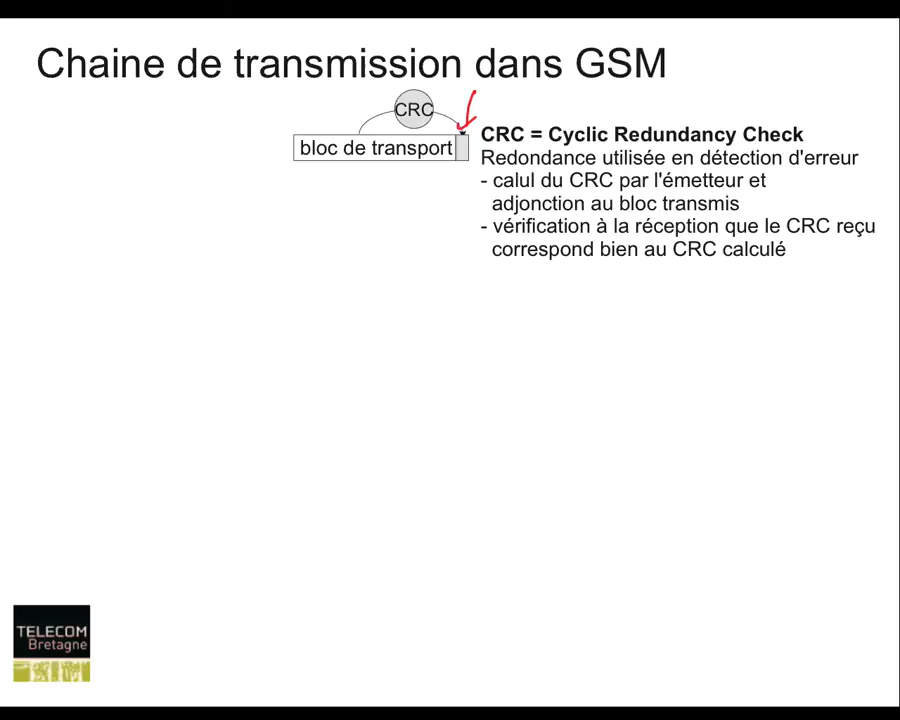 Chaine de transmission dans GSM
CRC
bloc de transport
CRC = Cyclic Redundancy Check
Redondance utilisée en détection d'erreur
- calul du CRC par l'émetteur et
adjonction au bloc transmis
- vérification à la réception que le CRC reçu
correspond bien au CRC calculé
TELECOM
Bretagne